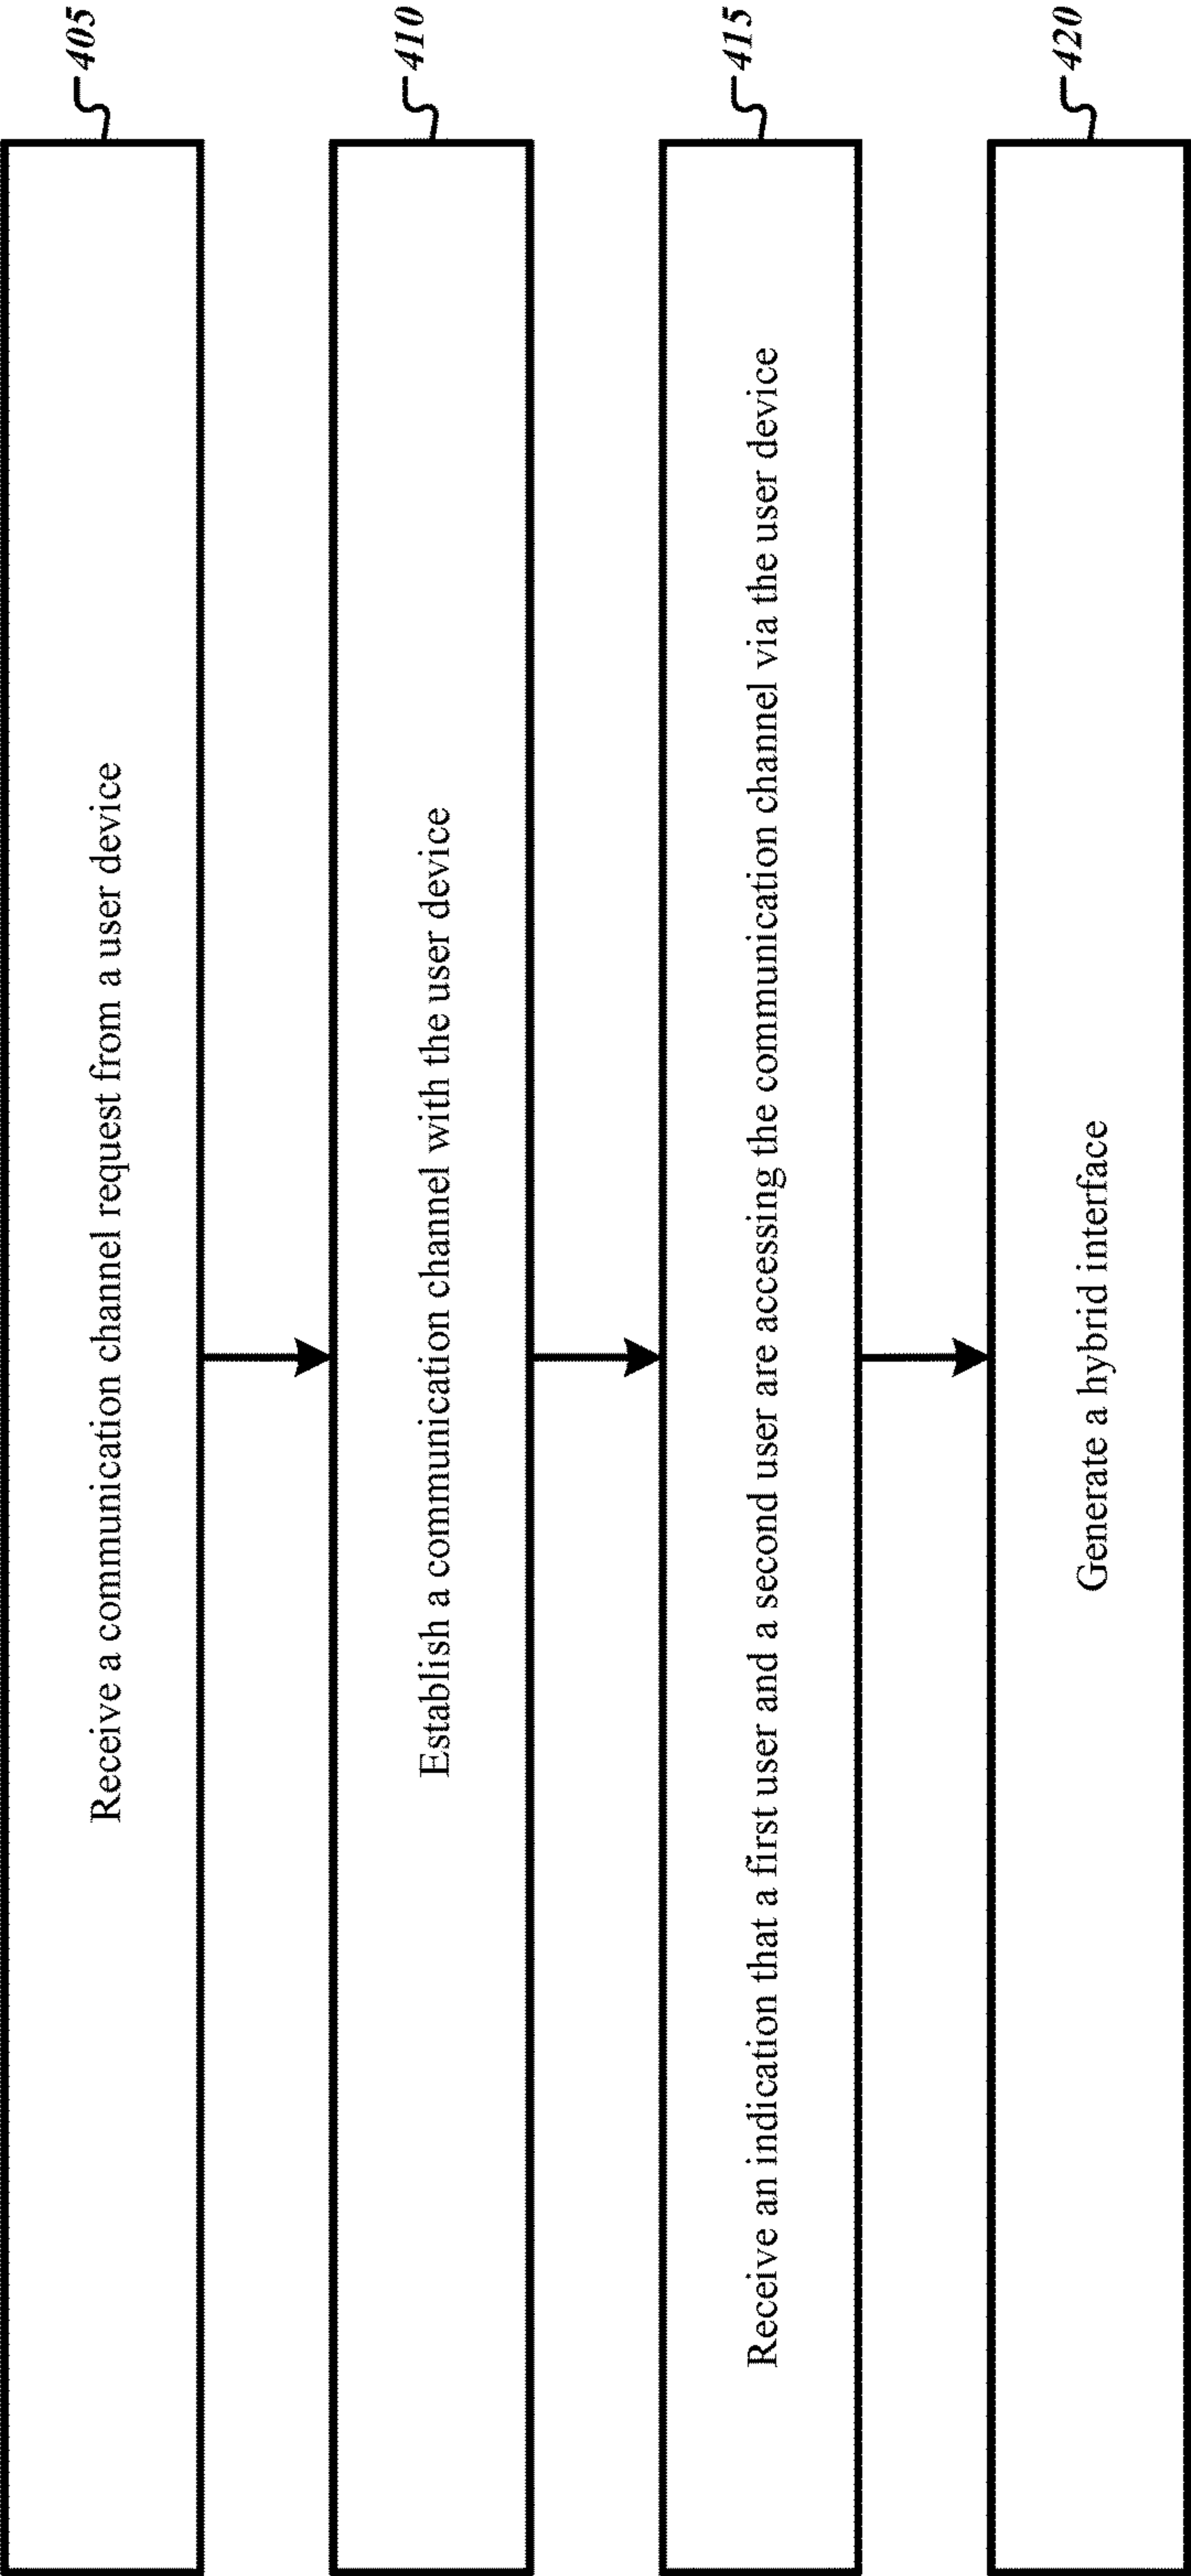 Receive a communication channel request from a user device
405
Establish a communication channel with the user device
410
Receive an indication that a first user and a second user are accessing the communication channel via the user device
415
Generate a hybrid interface
420